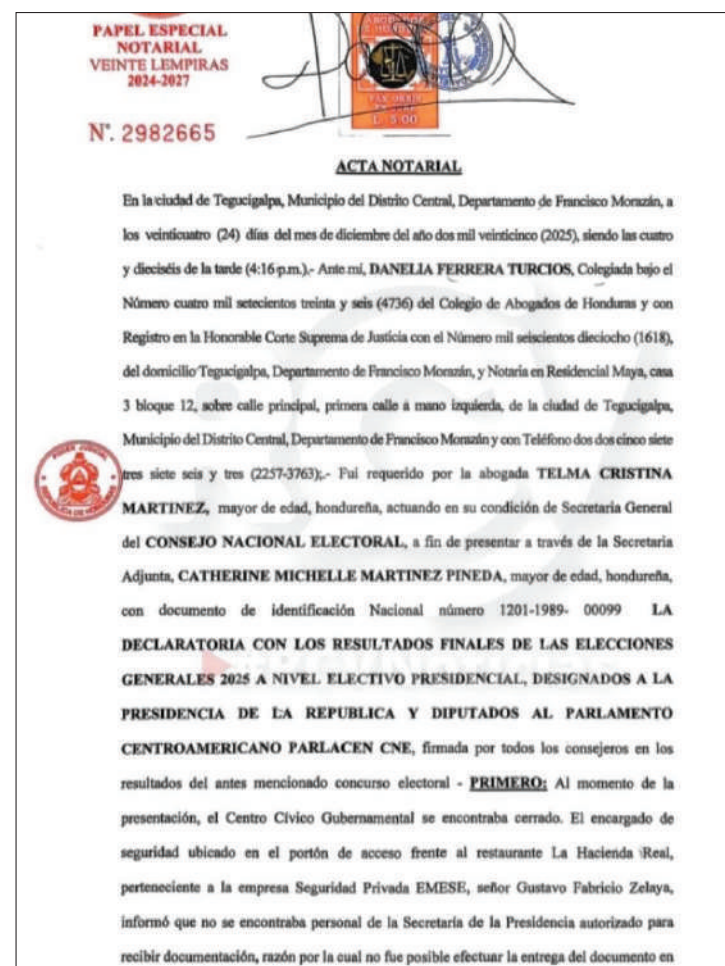 PAPEL ESPECIAL
NOTARIAL
VEINTE LEMPIRAS
2024-2027
Nº. 2982665
L. 5.00
ACTA NOTARIAL
En la ciudad de Tegucigalpa, Municipio del Distrito Central, Departamento de Francisco Morazán, a
los veinticuatro (24) días del mes de diciembre del año dos mil veinticinco (2025), siendo las cuatro
y dieciséis de la tarde (4:16 p.m.).- Ante mí, DANELIA FERRERA TURCIOS, Colegiada bajo el
Número cuatro mil setecientos treinta y seis (4736) del Colegio de Abogados de Honduras y con
Registro en la Honorable Corte Suprema de Justicia con el Número mil seiscientos dieciocho (1618),
del domicilio Tegucigalpa, Departamento de Francisco Morazán, y Notaria en Residencial Maya, casa
3 bloque 12, sobre calle principal, primera calle a mano izquierda, de la ciudad de Tegucigalpa,
Municipio del Distrito Central, Departamento de Francisco Morazán y con Teléfono dos dos cinco siete
tres siete seis y tres (2257-3763);.- Fui requerido por la abogada TELMA CRISTINA
MARTINEZ, mayor de edad, hondureña, actuando en su condición de Secretaria General
del CONSEJO NACIONAL ELECTORAL, a fin de presentar a través de la Secretaria
Adjunta, CATHERINE MICHELLE MARTINEZ PINEDA, mayor de edad, hondureña,
con documento de identificación Nacional número 1201-1989- 00099 LA
DECLARATORIA CON LOS RESULTADOS FINALES DE LAS ELECCIONES
GENERALES 2025 A NIVEL ELECTIVO PRESIDENCIAL, DESIGNADOS A LA
PRESIDENCIA DE LA REPUBLICA Y DIPUTADOS AL PARLAMENTO
CENTROAMERICANO PARLACEN CNE, firmada por todos los consejeros en los
resultados del antes mencionado concurso electoral - PRIMERO: Al momento de la
presentación, el Centro Cívico Gubernamental se encontraba cerrado. El encargado de
seguridad ubicado en el portón de acceso frente al restaurante La Hacienda Real,
perteneciente a la empresa Seguridad Privada EMESE, señor Gustavo Fabricio Zelaya,
informó que no se encontraba personal de la Secretaría de la Presidencia autorizado para
recibir documentación, razón por la cual no fue posible efectuar la entrega del documento en